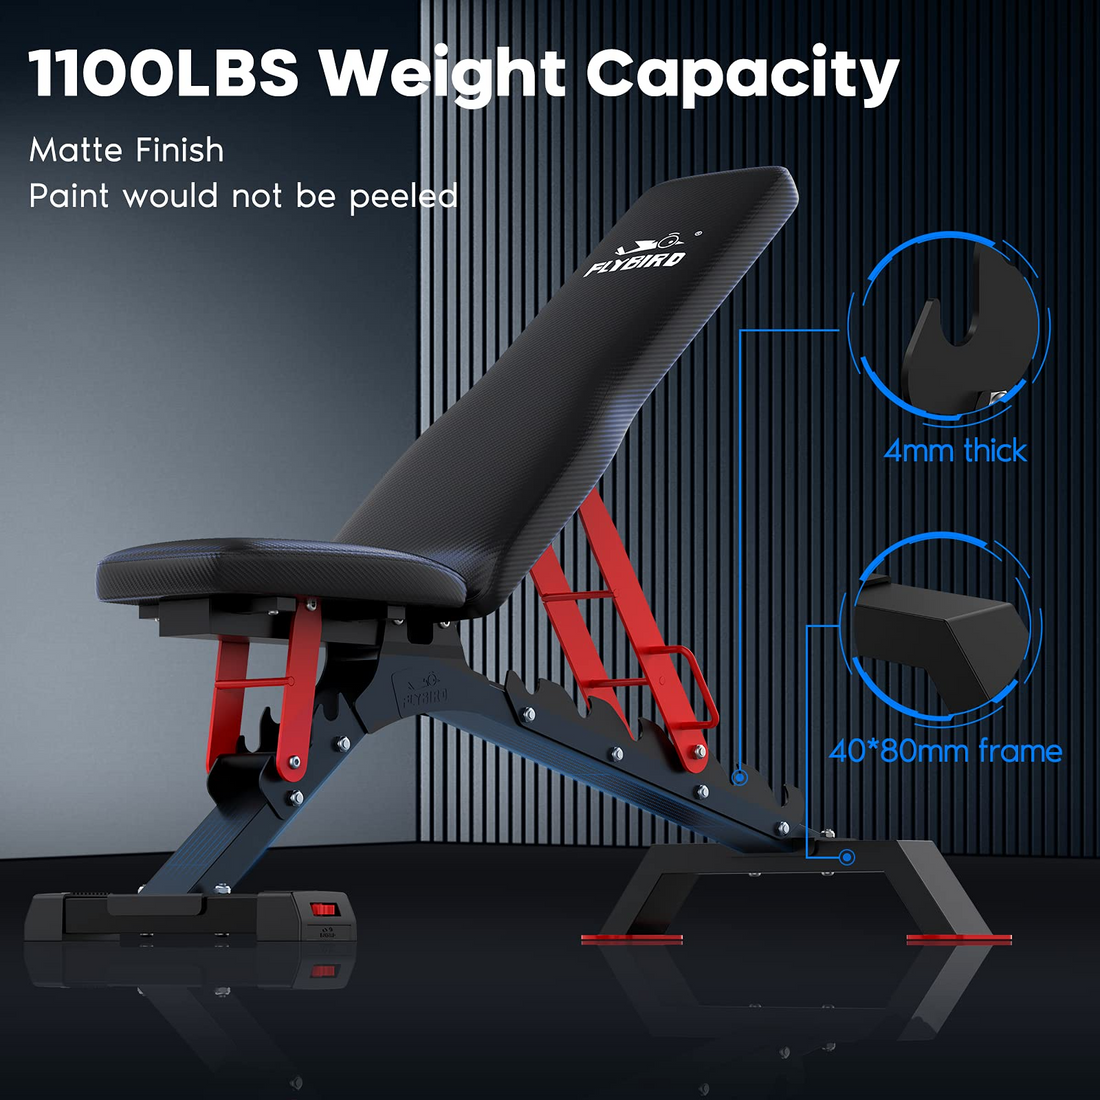 1100LBS Weight Capacity
Matte Finish
Paint would not be peeled
®
FLYBIRD
4mm thick
FLYBIRD
40*80mm frame